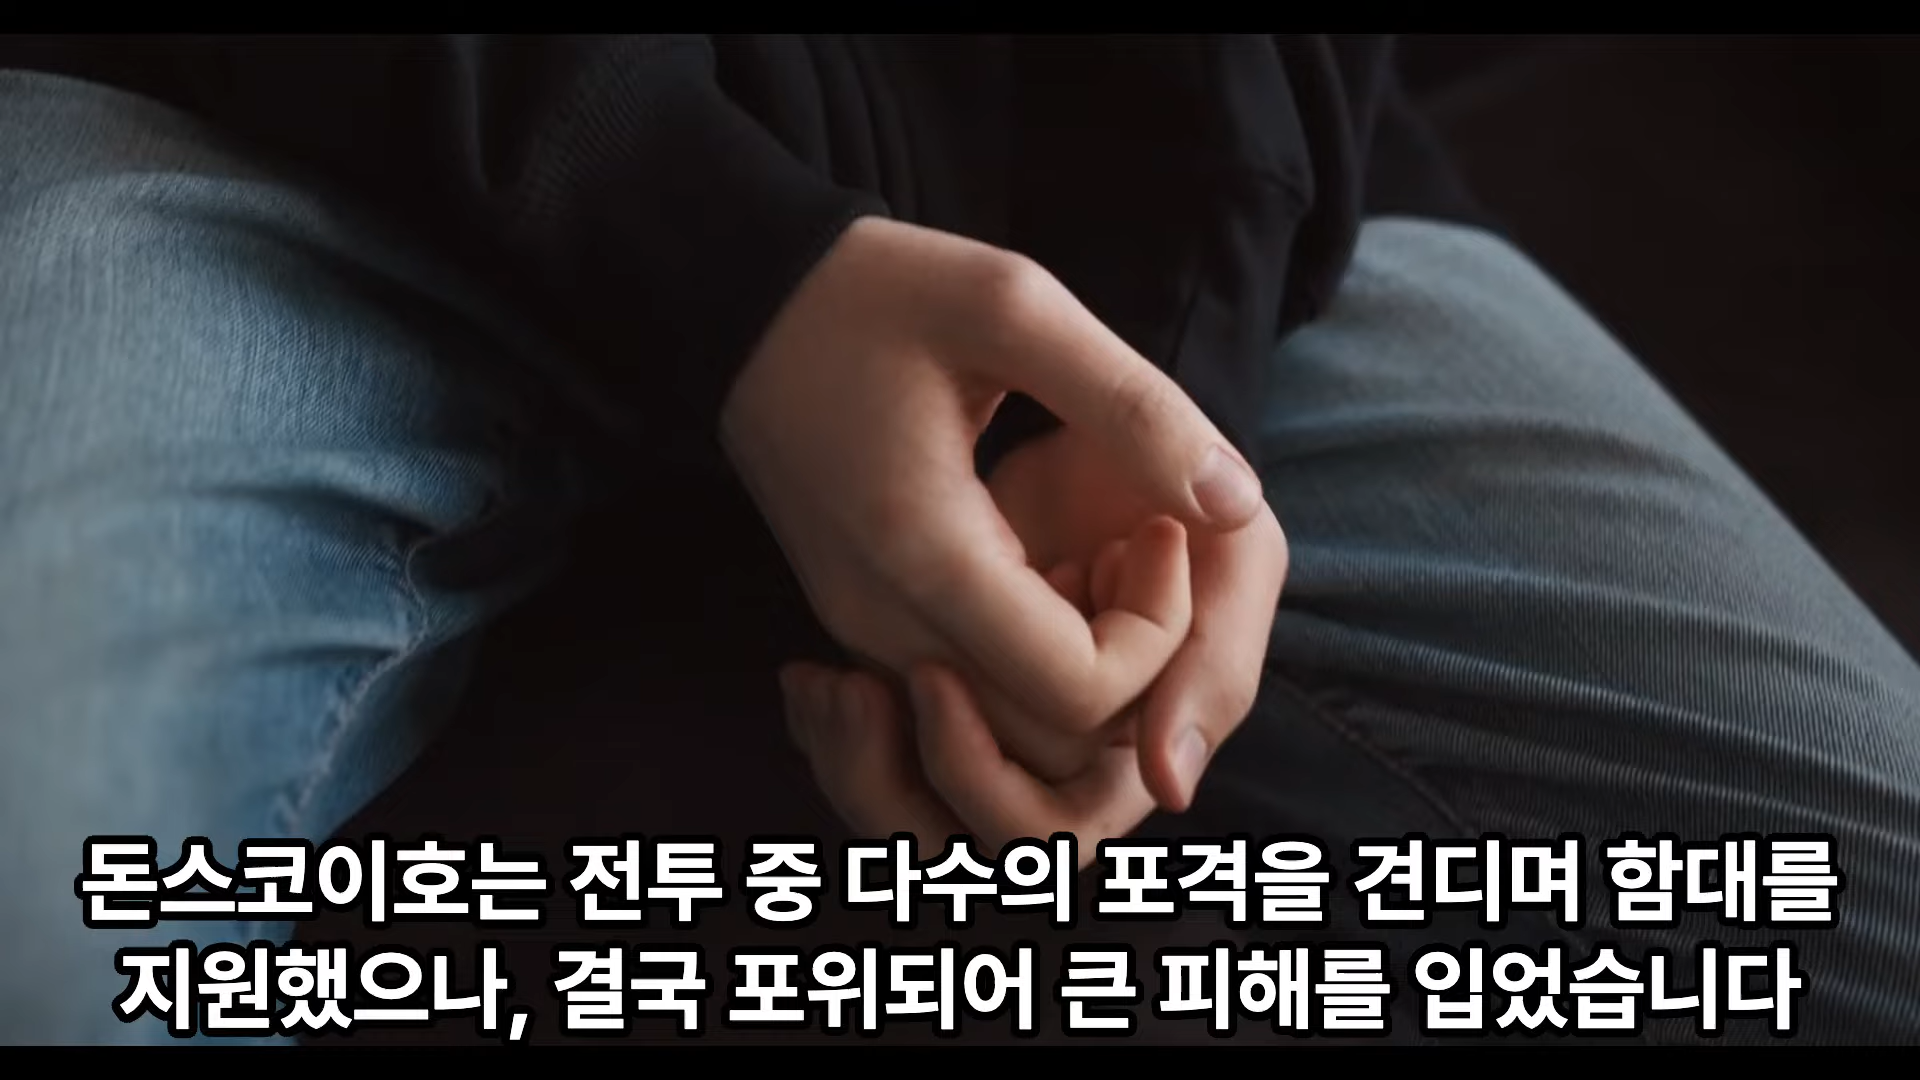 돈스코이호는 전투 중 다수의 포격을 견디며 함대를
지원했으나, 결국 포위되어 큰 피해를 입었습니다